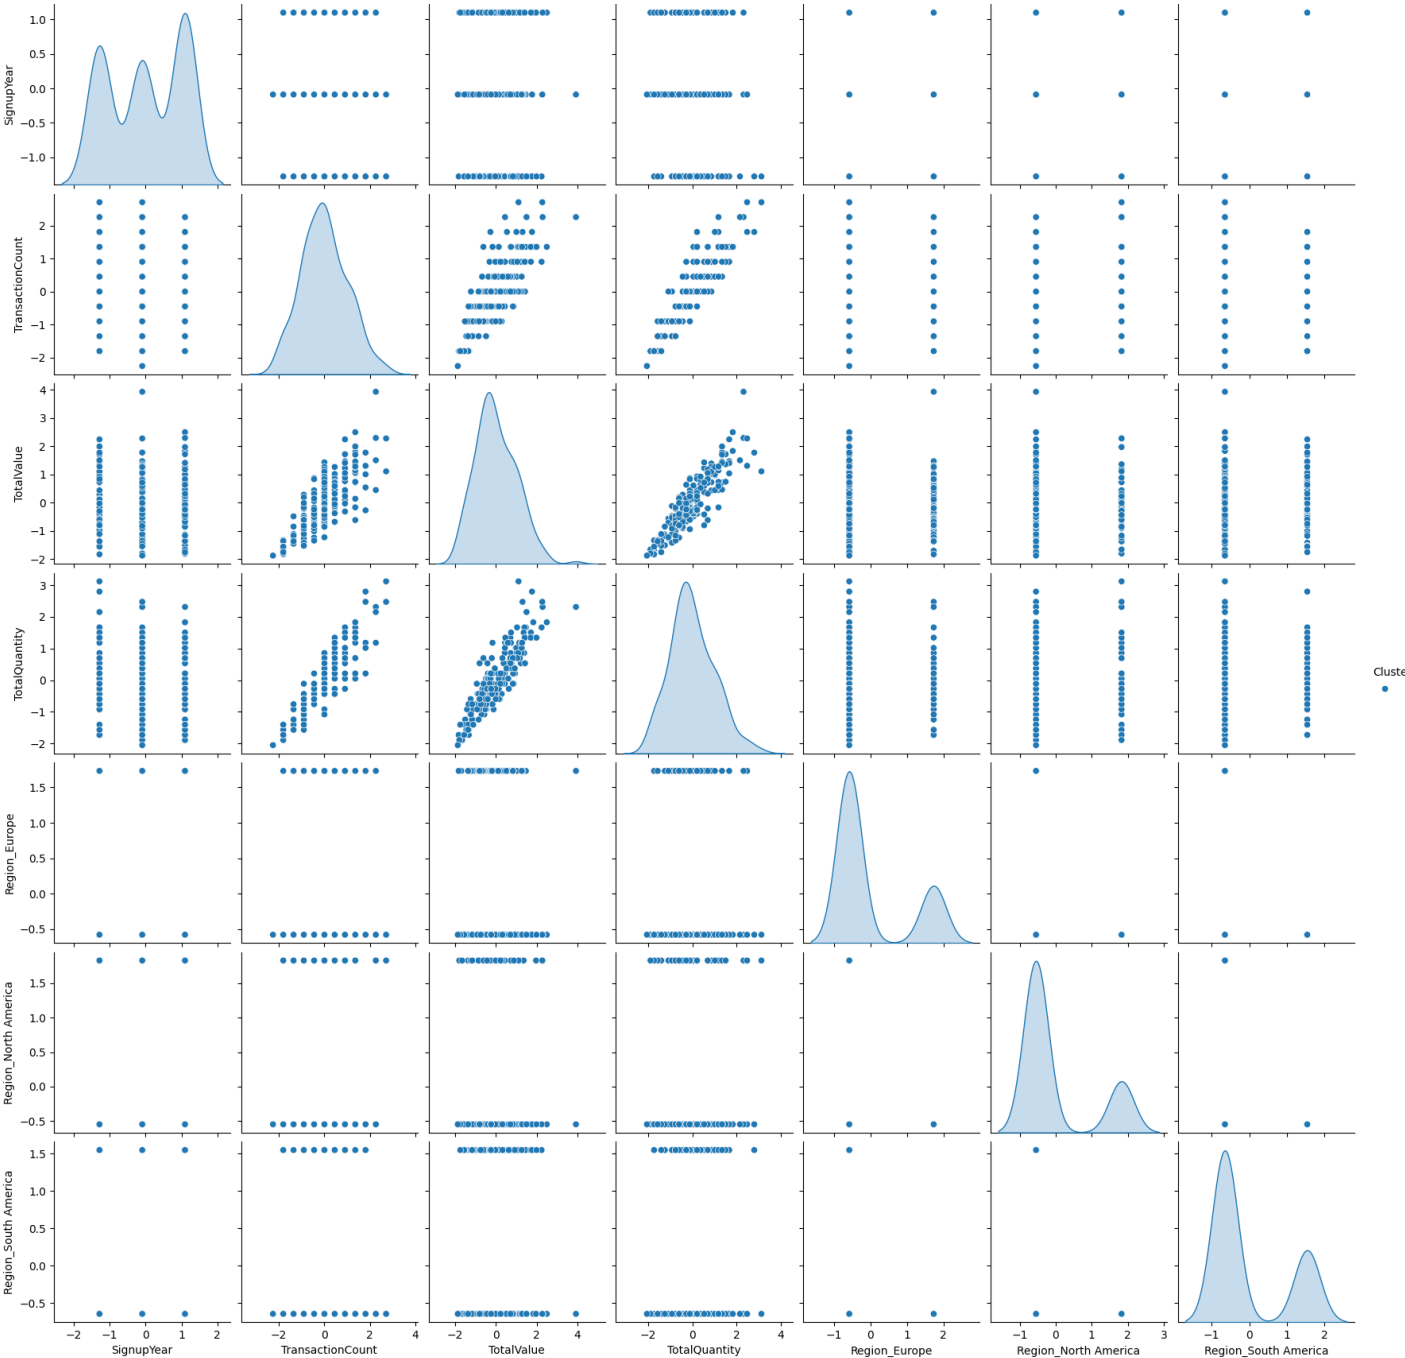 1.0
0.5
0.0
−0.5
−1.0
SignupYear
2
1
0
−1
−2
TransactionCount
4
3
2
1
0
−1
−2
TotalValue
3
2
1
0
−1
−2
TotalQuantity
Cluste
1.5
1.0
0.5
0.0
−0.5
Region_Europe
1.5
1.0
0.5
0.0
−0.5
Region_North America
1.5
1.0
0.5
0.0
−0.5
Region_South America
−2 −1 0 1 2
SignupYear
−2 0 2 4
TransactionCount
−2 0 2 4
TotalValue
−2 0 2 4
TotalQuantity
−1 0 1 2
Region_Europe
−1 0 1 2 3
Region_North America
−1 0 1 2
Region_South America